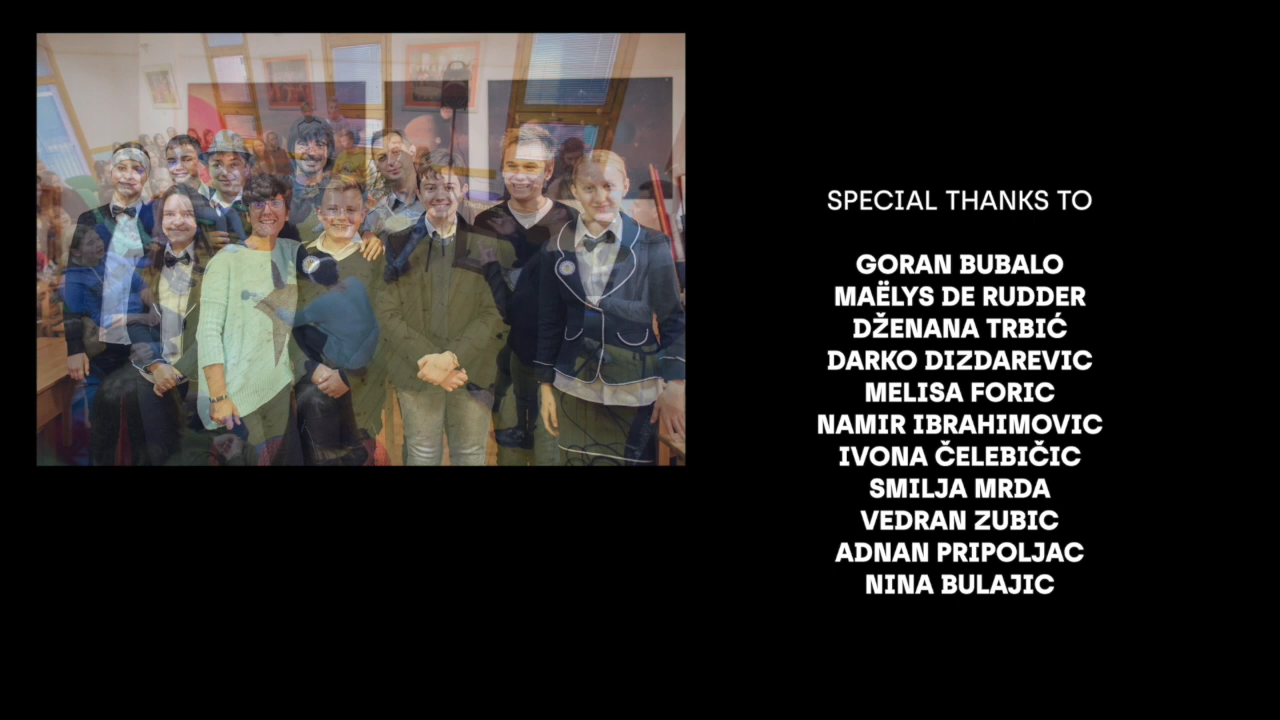 SPECIAL THANKS TO
GORAN BUBALO
MAËLYS DE RUDDER
DŽENANA TRBIĆ
DARKO DIZDAREVIC
MELISA FORIC
NAMIR IBRAHIMOVIC
IVONA ČELEBIČIC
SMILJA MRDA
VEDRAN ZUBIC
ADNAN PRIPOLJAC
NINA BULAJIC